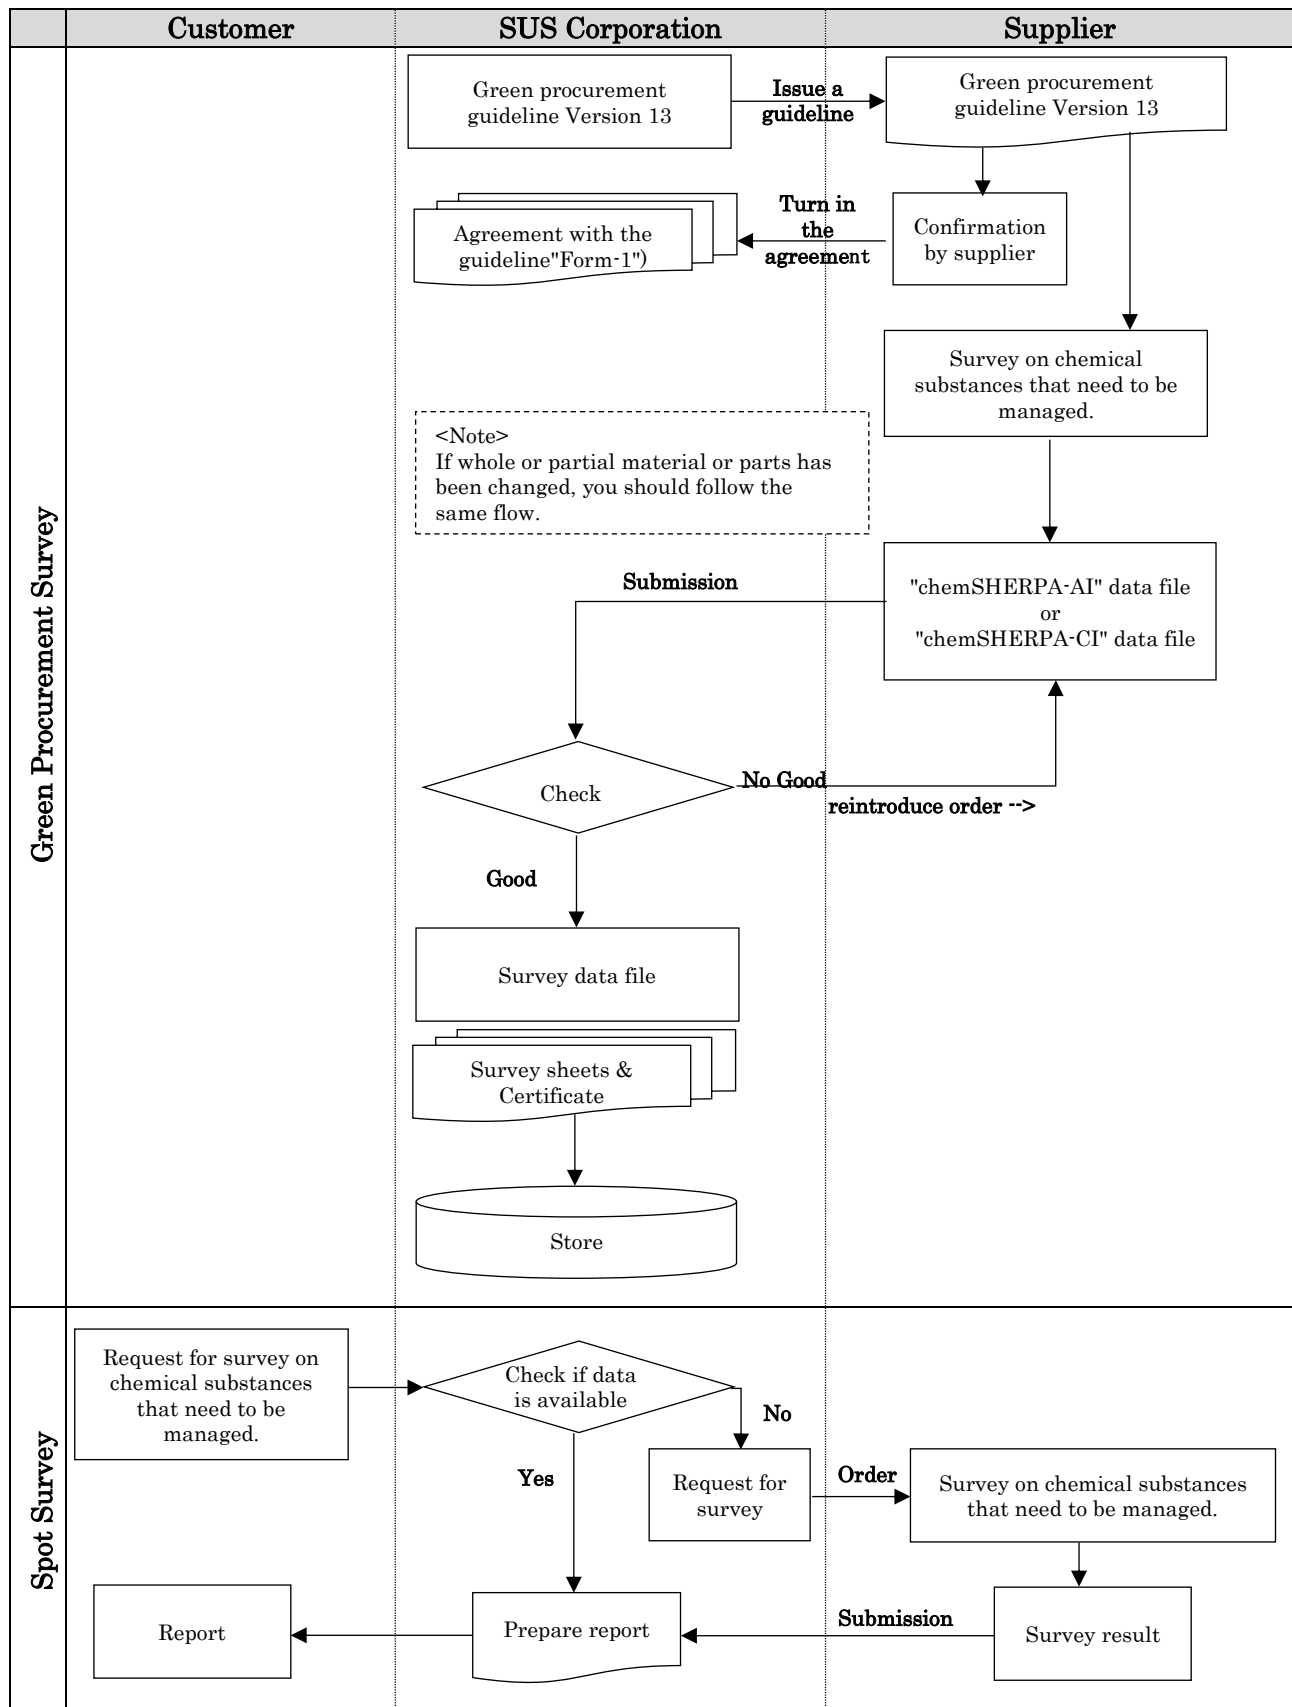 Customer
SUS Corporation
Supplier
Green Procurement Survey
Green procurement
guideline Version 13
Issue a
guideline
Green procurement
guideline Version 13
Agreement with the
guideline"Form-1")
Turn in
the
agreement
Confirmation
by supplier
Survey on chemical
substances that need to be
managed.
<Note>
If whole or partial material or parts has
been changed, you should follow the
same flow.
Submission
"chemSHERPA-AI" data file
or
"chemSHERPA-CI" data file
Check
No Good
reintroduce order -->
Good
Survey data file
Survey sheets &
Certificate
Store
Spot Survey
Request for survey on
chemical substances
that need to be
managed.
Check if data
is available
No
Yes
Request for
survey
Order
Survey on chemical substances
that need to be managed.
Report
Prepare report
Submission
Survey result